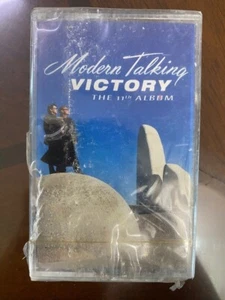 Modern Talking
VICTORY
THE 11th ALBUM